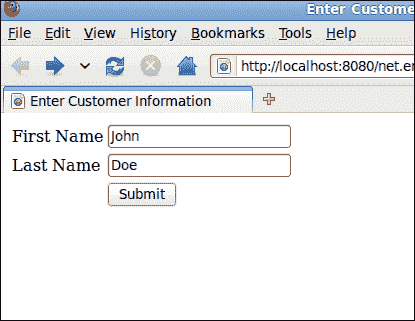 Enter Custome
File Edit View History Bookmarks Tools Help
http://localhost:8080/net.en
Enter Customer Information
First Name John
Last Name Doe
Submit